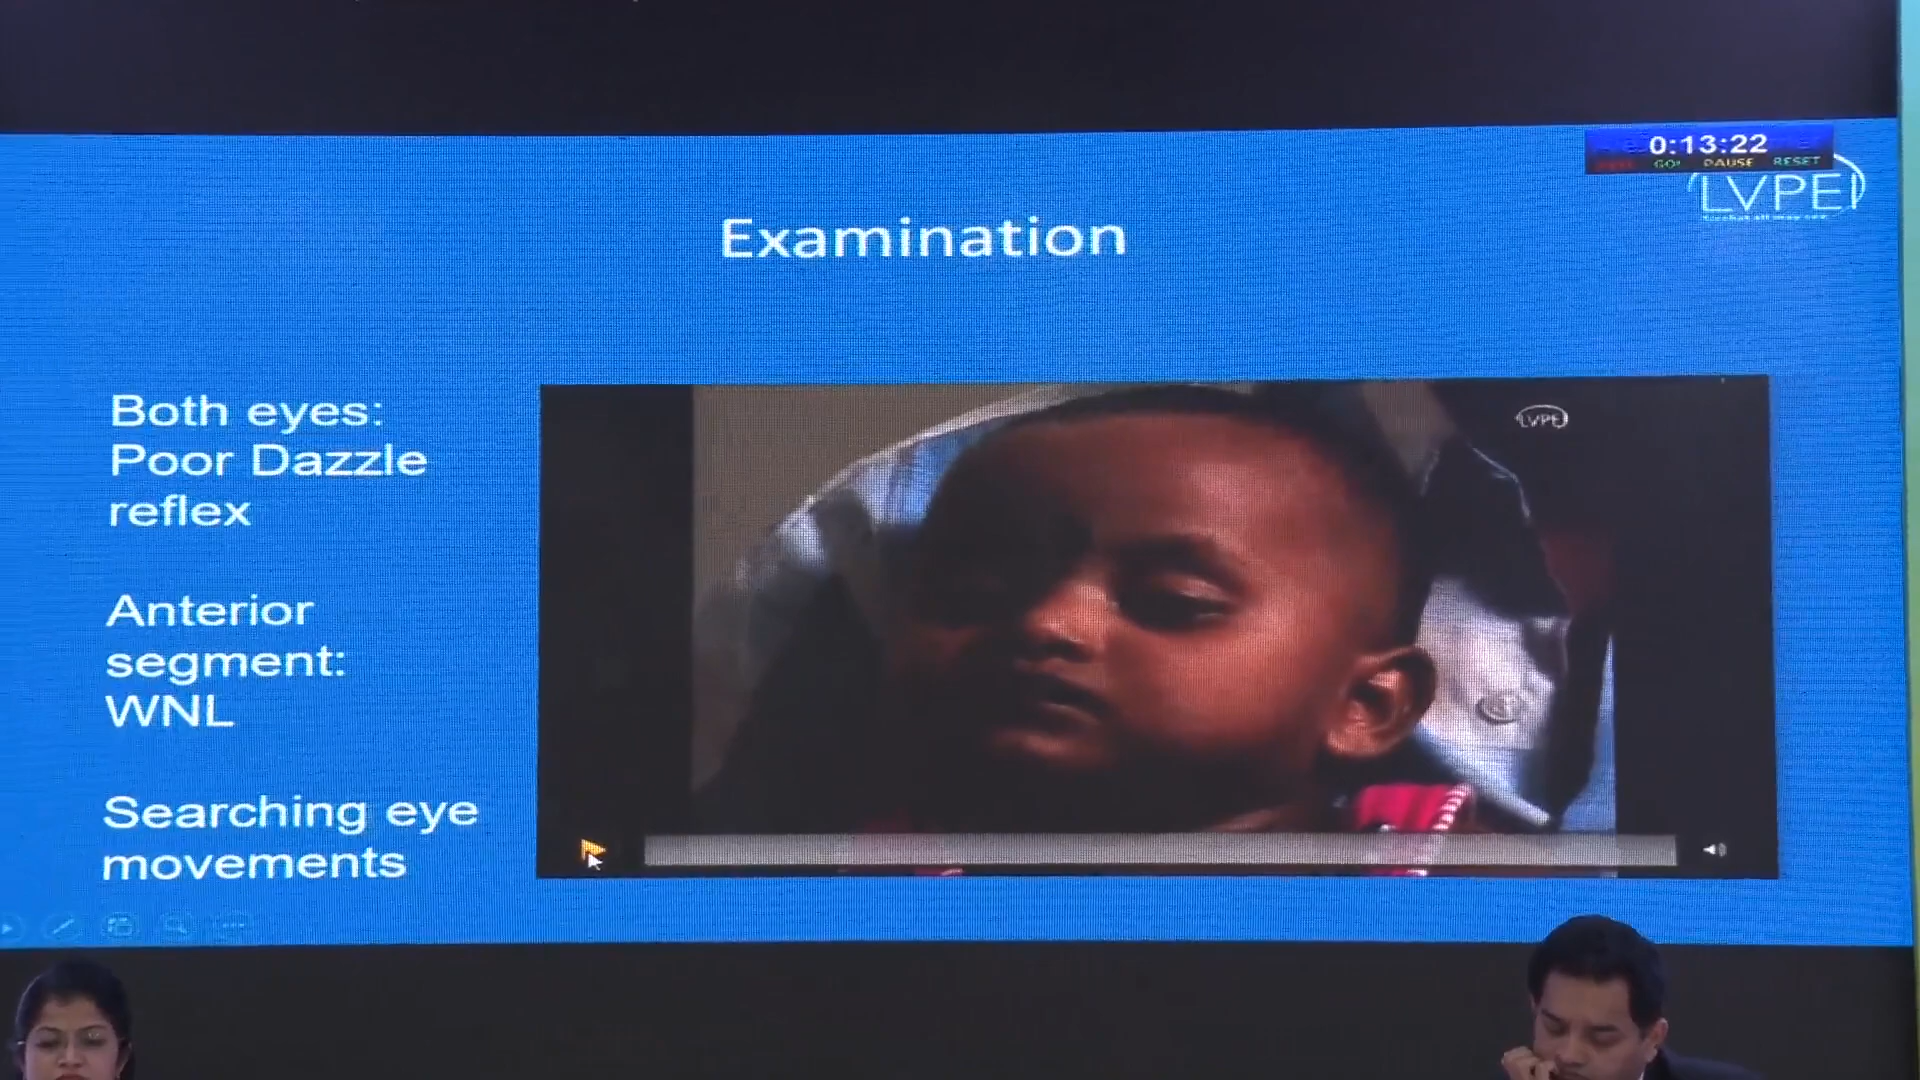 0:13:22
GO! PAUSE RESET
LVPEI
Examination
Both eyes:
Poor Dazzle
reflex
LVPEI
Anterior
segment:
WNL
Searching eye
movements